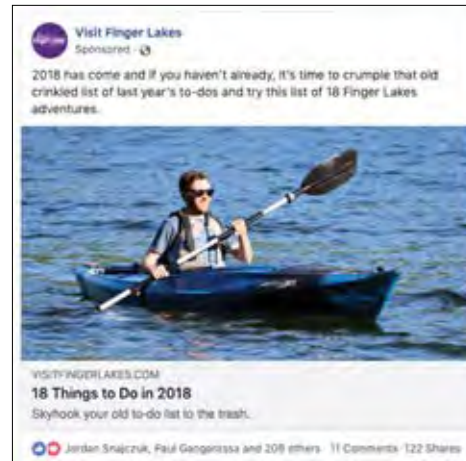 Visit Finger Lakes
Sponsored ·
2018 has come and if you haven't already, it's time to crumple that old
crinkled list of last year's to-dos and try this list of 18 Finger Lakes
adventures.
VISITFINGERLAKES.COM
18 Things to Do in 2018
Skyhook your old to-do list to the trash.
Jordan Snajczuk, Paul Gangarossa and 209 others 11 Comments 122 Shares